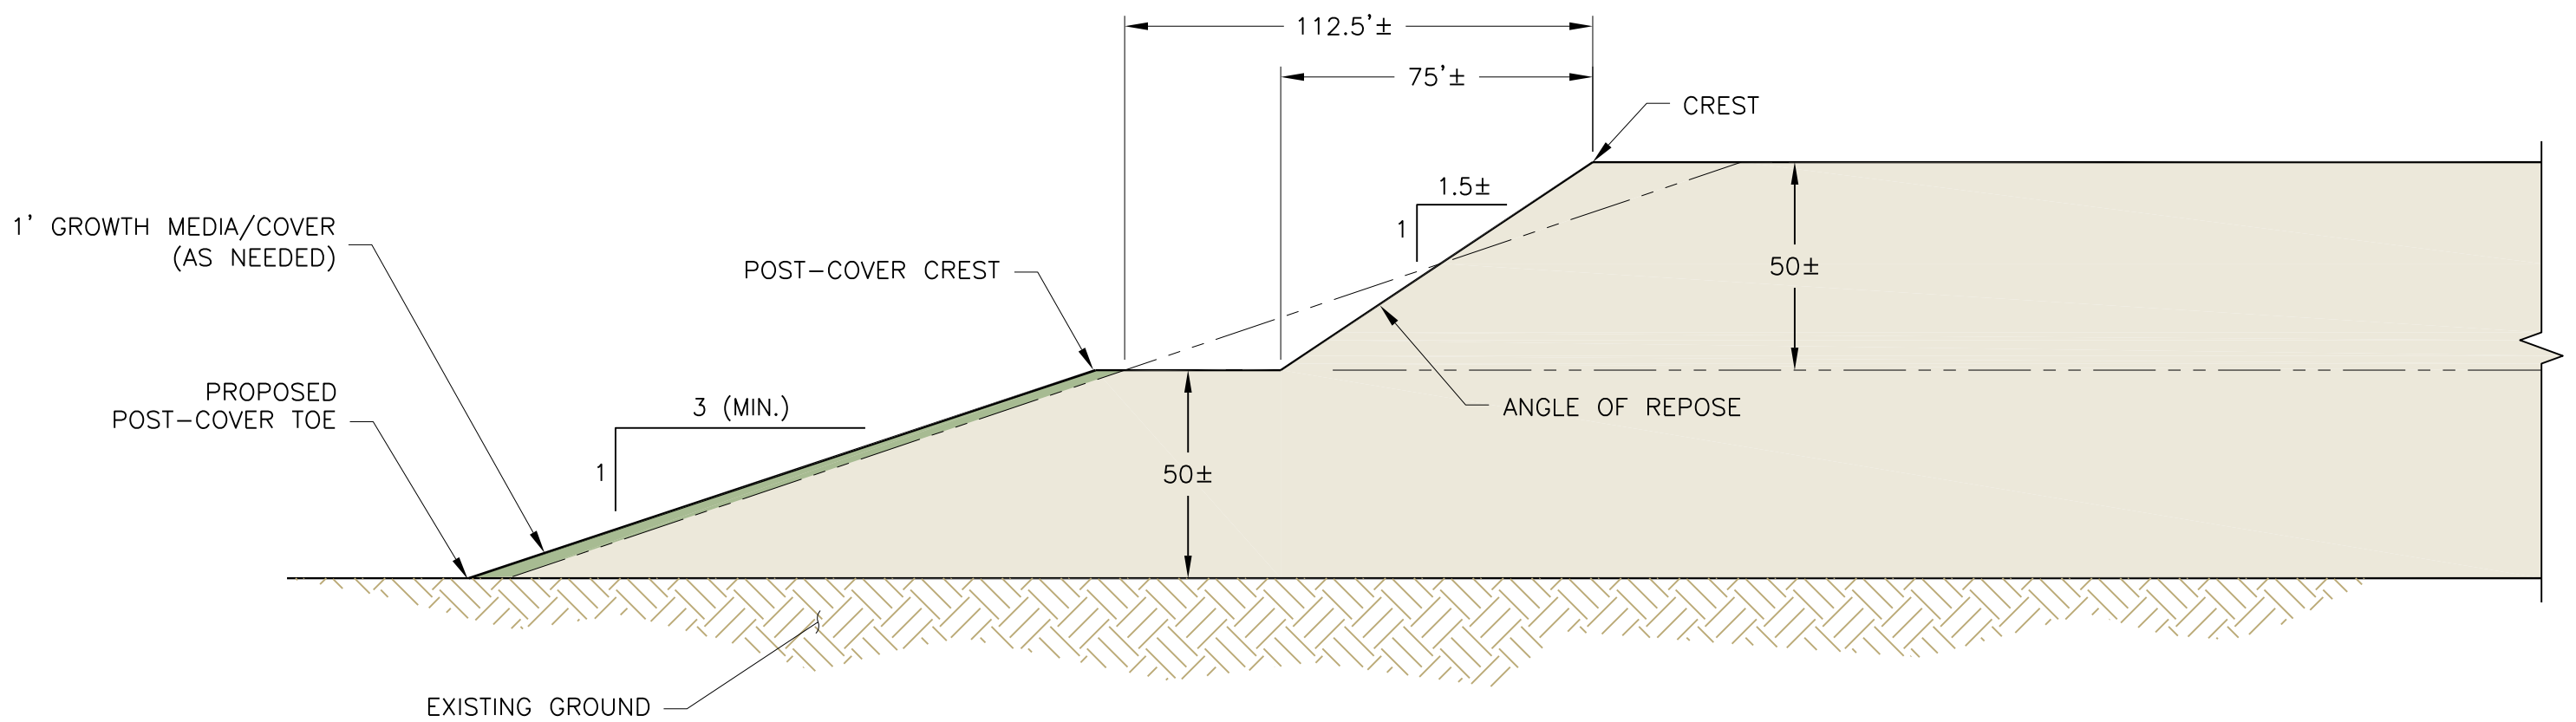 112.5'±
75'±
CREST
1.5±
1
1' GROWTH MEDIA/COVER
(AS NEEDED)
POST-COVER CREST
50±
PROPOSED
POST-COVER TOE
3 (MIN.)
1
ANGLE OF REPOSE
50±
EXISTING GROUND